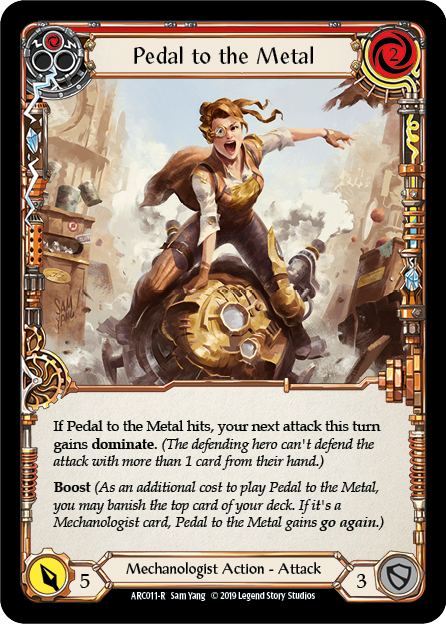 2
Pedal to the Metal
SAM
If Pedal to the Metal hits, your next attack this turn
gains dominate. (The defending hero can't defend the
attack with more than 1 card from their hand.)
Boost (As an additional cost to play Pedal to the Metal,
you may banish the top card of your deck. If it's a
Mechanologist card, Pedal to the Metal gains go again.)
5
Mechanologist Action - Attack
3
ARC011-R Sam Yang © 2019 Legend Story Studios